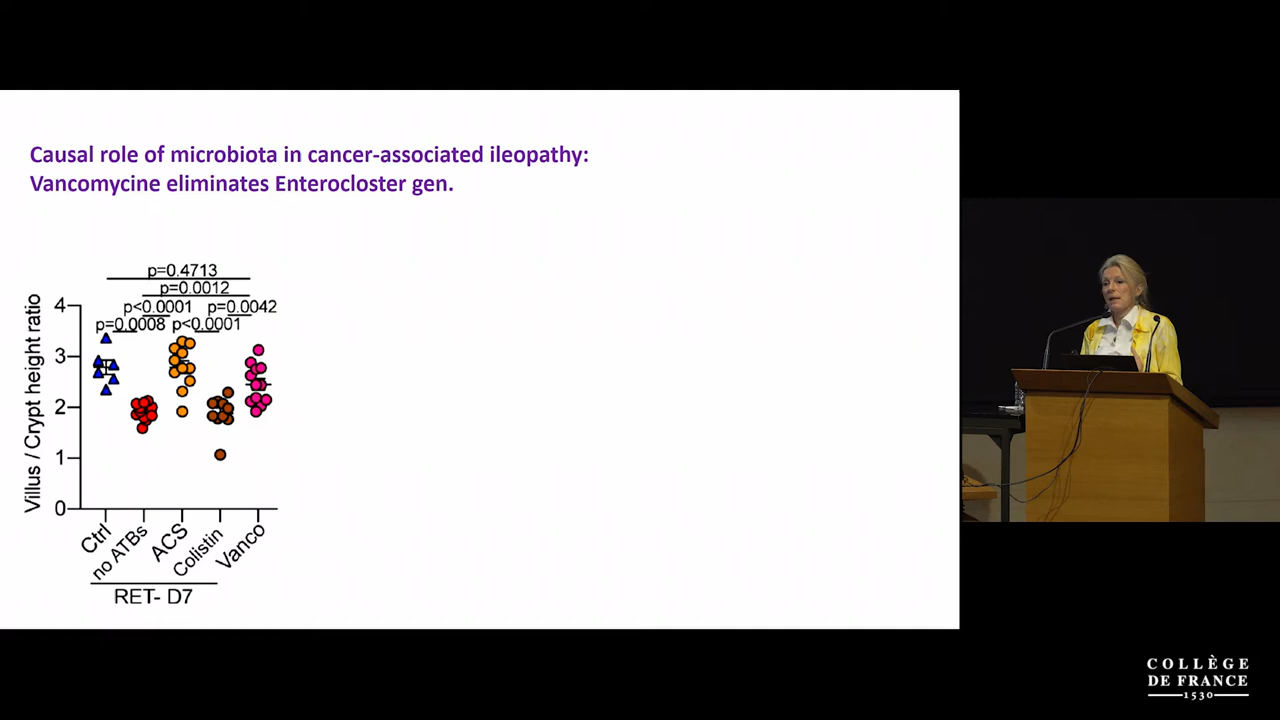 Causal role of microbiota in cancer-associated ileopathy:
Vancomycine eliminates Enterocloster gen.
p=0.4713
p=0.0012
p<0.0001 p=0.0042
p=0.0008 p<0.0001
Villus / Crypt height ratio
4
3
2
1
0
Ctrl
no ATBs
ACS
Colistin
Vanco
RET- D7
COLLÈGE
DE FRANCE
1530